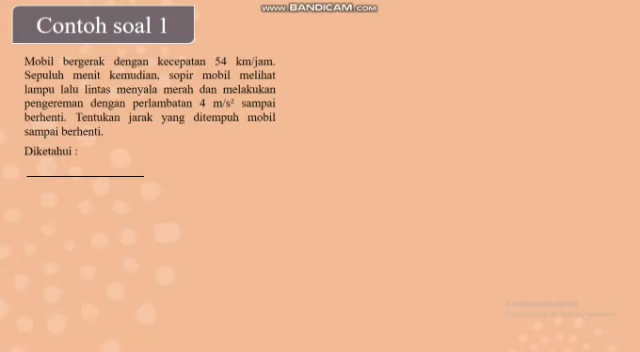 www.BANDICAM.com
Contoh soal 1
Mobil bergerak dengan kecepatan 54 km/jam.
Sepuluh menit kemudian, sopir mobil melihat
lampu lalu lintas menyala merah dan melakukan
pengereman dengan perlambatan 4 m/s² sampai
berhenti. Tentukan jarak yang ditempuh mobil
sampai berhenti.
Diketahui :